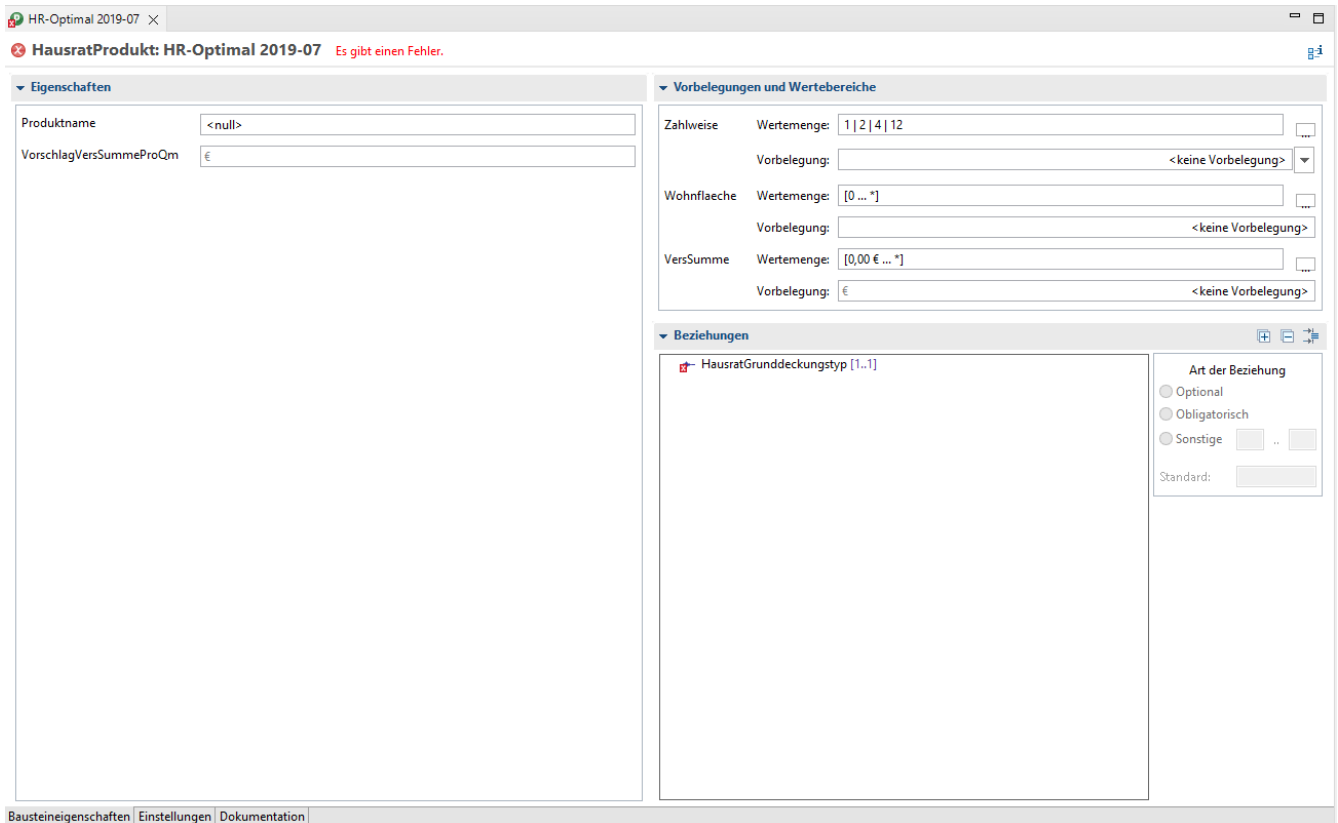 HR-Optimal 2019-07
HausratProdukt: HR-Optimal 2019-07 Es gibt einen Fehler.
Eigenschaften
Produktname <null>
VorschlagVersSummeProQm €
Vorbelegungen und Wertebereiche
Zahlweise Wertemenge: 1 | 2 | 4 | 12 ...
Vorbelegung: <keine Vorbelegung>
Wohnflaeche Wertemenge: [0 ... *] ...
Vorbelegung: <keine Vorbelegung>
VersSumme Wertemenge: [0,00 € ... *] ...
Vorbelegung: € <keine Vorbelegung>
Beziehungen
HausratGrunddeckungstyp [1..1]
Art der Beziehung
Optional
Obligatorisch
Sonstige ..
Standard:
Bausteineigenschaften Einstellungen Dokumentation